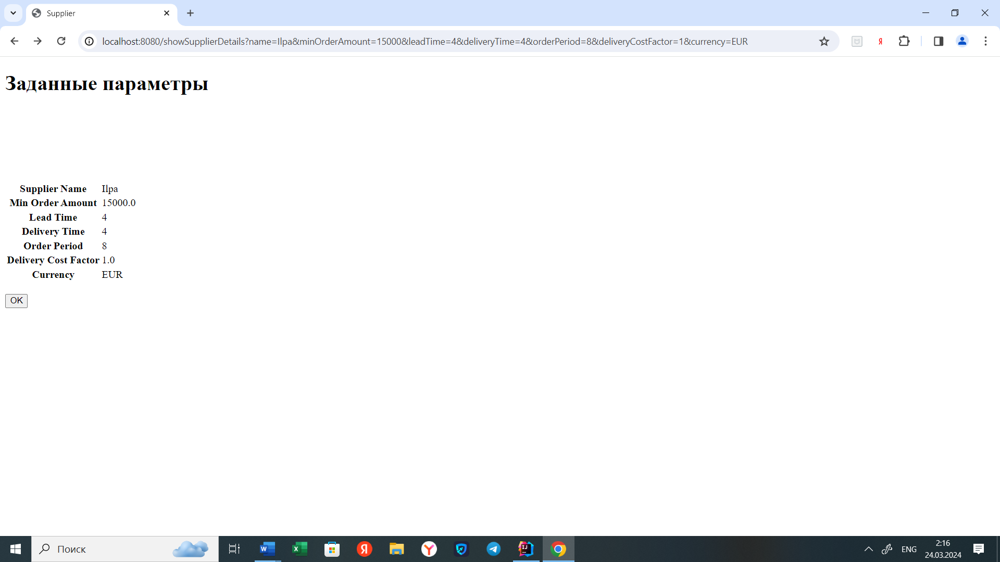 Supplier
localhost:8080/showSupplierDetails?name=Ilpa&minOrderAmount=15000&leadTime=4&deliveryTime=4&orderPeriod=8&deliveryCostFactor=1&currency=EUR
Заданные параметры
Supplier Name Ilpa
Min Order Amount 15000.0
Lead Time 4
Delivery Time 4
Order Period 8
Delivery Cost Factor 1.0
Currency EUR
OK
Поиск
ENG
2:16
24.03.2024